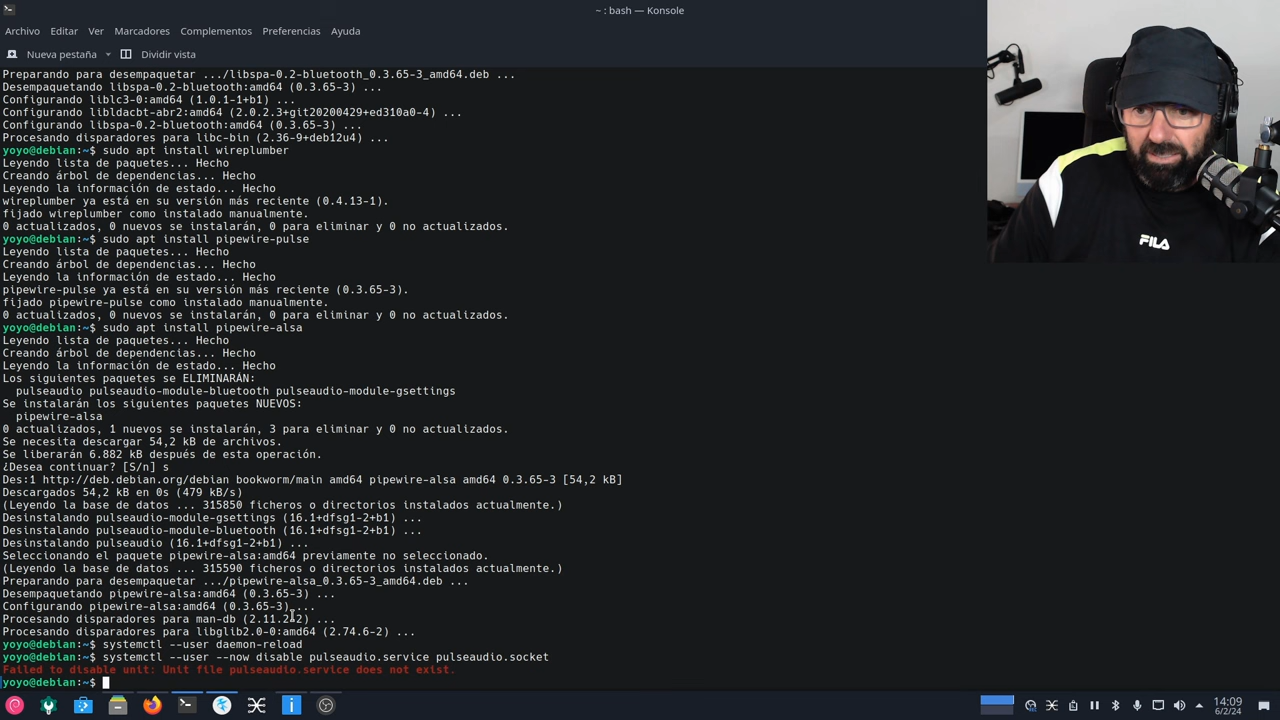 ~ : bash — Konsole
Archivo Editar Ver Marcadores Complementos Preferencias Ayuda
Nueva pestaña Dividir vista
Preparando para desempaquetar .../libspa-0.2-bluetooth_0.3.65-3_amd64.deb ...
Desempaquetando libspa-0.2-bluetooth:amd64 (0.3.65-3) ...
Configurando liblc3-0:amd64 (1.0.1-1+b1) ...
Configurando libldacbt-abr2:amd64 (2.0.2.3+git20200429+ed310a0-4) ...
Configurando libspa-0.2-bluetooth:amd64 (0.3.65-3) ...
Procesando disparadores para libc-bin (2.36-9+deb12u4) ...
yoyo@debian:~$ sudo apt install wireplumber
Leyendo lista de paquetes... Hecho
Creando árbol de dependencias... Hecho
Leyendo la información de estado... Hecho
wireplumber ya está en su versión más reciente (0.4.13-1).
fijado wireplumber como instalado manualmente.
0 actualizados, 0 nuevos se instalarán, 0 para eliminar y 0 no actualizados.
yoyo@debian:~$ sudo apt install pipewire-pulse
Leyendo lista de paquetes... Hecho
Creando árbol de dependencias... Hecho
Leyendo la información de estado... Hecho
pipewire-pulse ya está en su versión más reciente (0.3.65-3).
fijado pipewire-pulse como instalado manualmente.
0 actualizados, 0 nuevos se instalarán, 0 para eliminar y 0 no actualizados.
yoyo@debian:~$ sudo apt install pipewire-alsa
Leyendo lista de paquetes... Hecho
Creando árbol de dependencias... Hecho
Leyendo la información de estado... Hecho
Los siguientes paquetes se ELIMINARÁN:
pulseaudio pulseaudio-module-bluetooth pulseaudio-module-gsettings
Se instalarán los siguientes paquetes NUEVOS:
pipewire-alsa
0 actualizados, 1 nuevos se instalarán, 3 para eliminar y 0 no actualizados.
Se necesita descargar 54,2 kB de archivos.
Se liberarán 6.882 kB después de esta operación.
¿Desea continuar? [S/n] s
Des:1 http://deb.debian.org/debian bookworm/main amd64 pipewire-alsa amd64 0.3.65-3 [54,2 kB]
Descargados 54,2 kB en 0s (479 kB/s)
(Leyendo la base de datos ... 315850 ficheros o directorios instalados actualmente.)
Desinstalando pulseaudio-module-gsettings (16.1+dfsg1-2+b1) ...
Desinstalando pulseaudio-module-bluetooth (16.1+dfsg1-2+b1) ...
Desinstalando pulseaudio (16.1+dfsg1-2+b1) ...
Seleccionando el paquete pipewire-alsa:amd64 previamente no seleccionado.
(Leyendo la base de datos ... 315590 ficheros o directorios instalados actualmente.)
Preparando para desempaquetar .../pipewire-alsa_0.3.65-3_amd64.deb ...
Desempaquetando pipewire-alsa:amd64 (0.3.65-3) ...
Configurando pipewire-alsa:amd64 (0.3.65-3) ...
Procesando disparadores para man-db (2.11.2-2) ...
Procesando disparadores para libglib2.0-0:amd64 (2.74.6-2) ...
yoyo@debian:~$ systemctl --user daemon-reload
yoyo@debian:~$ systemctl --user --now disable pulseaudio.service pulseaudio.socket
Failed to disable unit: Unit file pulseaudio.service does not exist.
yoyo@debian:~$
FILA
14:09
6/2/24